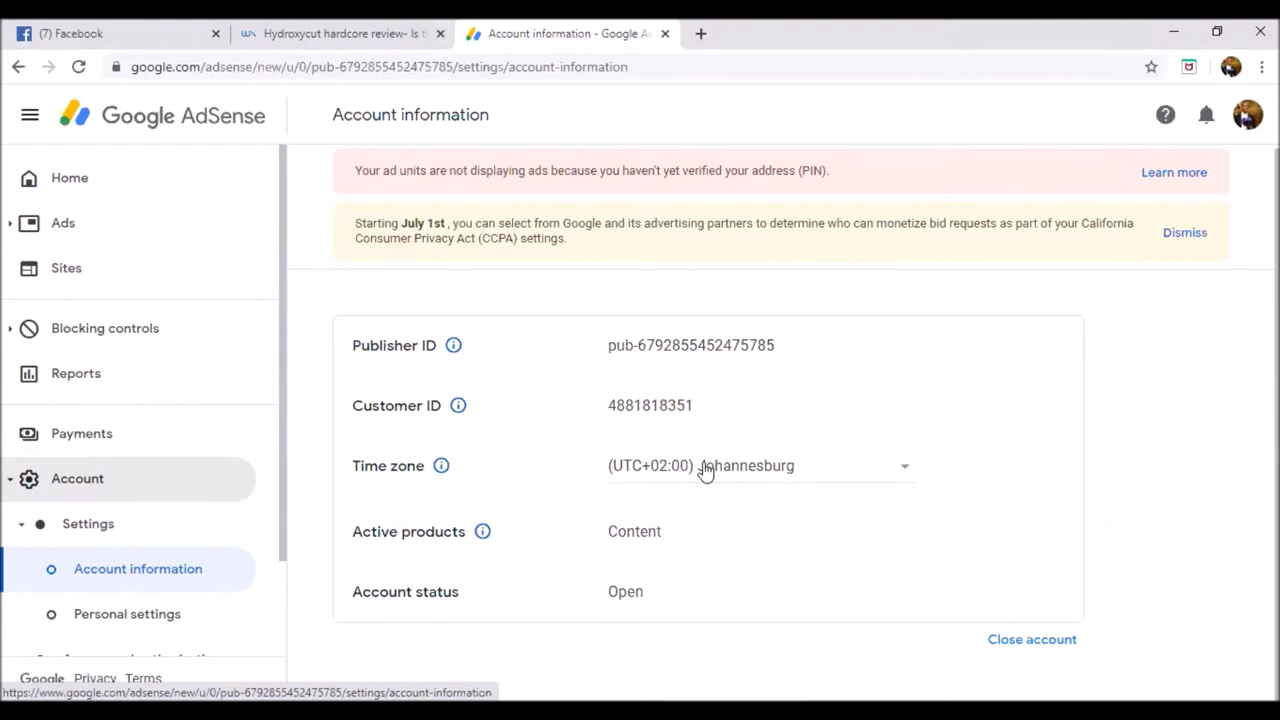 (7) Facebook
Hydroxycut hardcore review- Is t
Account information - Google A
google.com/adsense/new/u/0/pub-6792855452475785/settings/account-information
Google AdSense
Account information
Home
Ads
Sites
Blocking controls
Reports
Payments
Account
Settings
Account information
Personal settings
Google Privacy Terms
Your ad units are not displaying ads because you haven't yet verified your address (PIN).
Learn more
Starting July 1st , you can select from Google and its advertising partners to determine who can monetize bid requests as part of your California
Consumer Privacy Act (CCPA) settings.
Dismiss
Publisher ID pub-6792855452475785
Customer ID 4881818351
Time zone (UTC+02:00) Johannesburg
Active products Content
Account status Open
Close account
https://www.google.com/adsense/new/u/0/pub-6792855452475785/settings/account-information